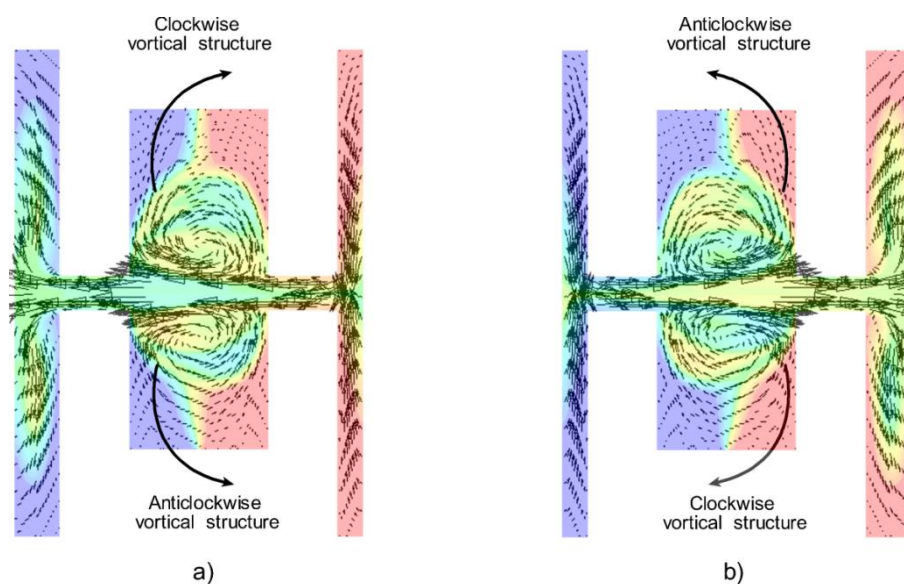 Clockwise
vortical structure
Anticlockwise
vortical structure
a)
Anticlockwise
vortical structure
Clockwise
vortical structure
b)